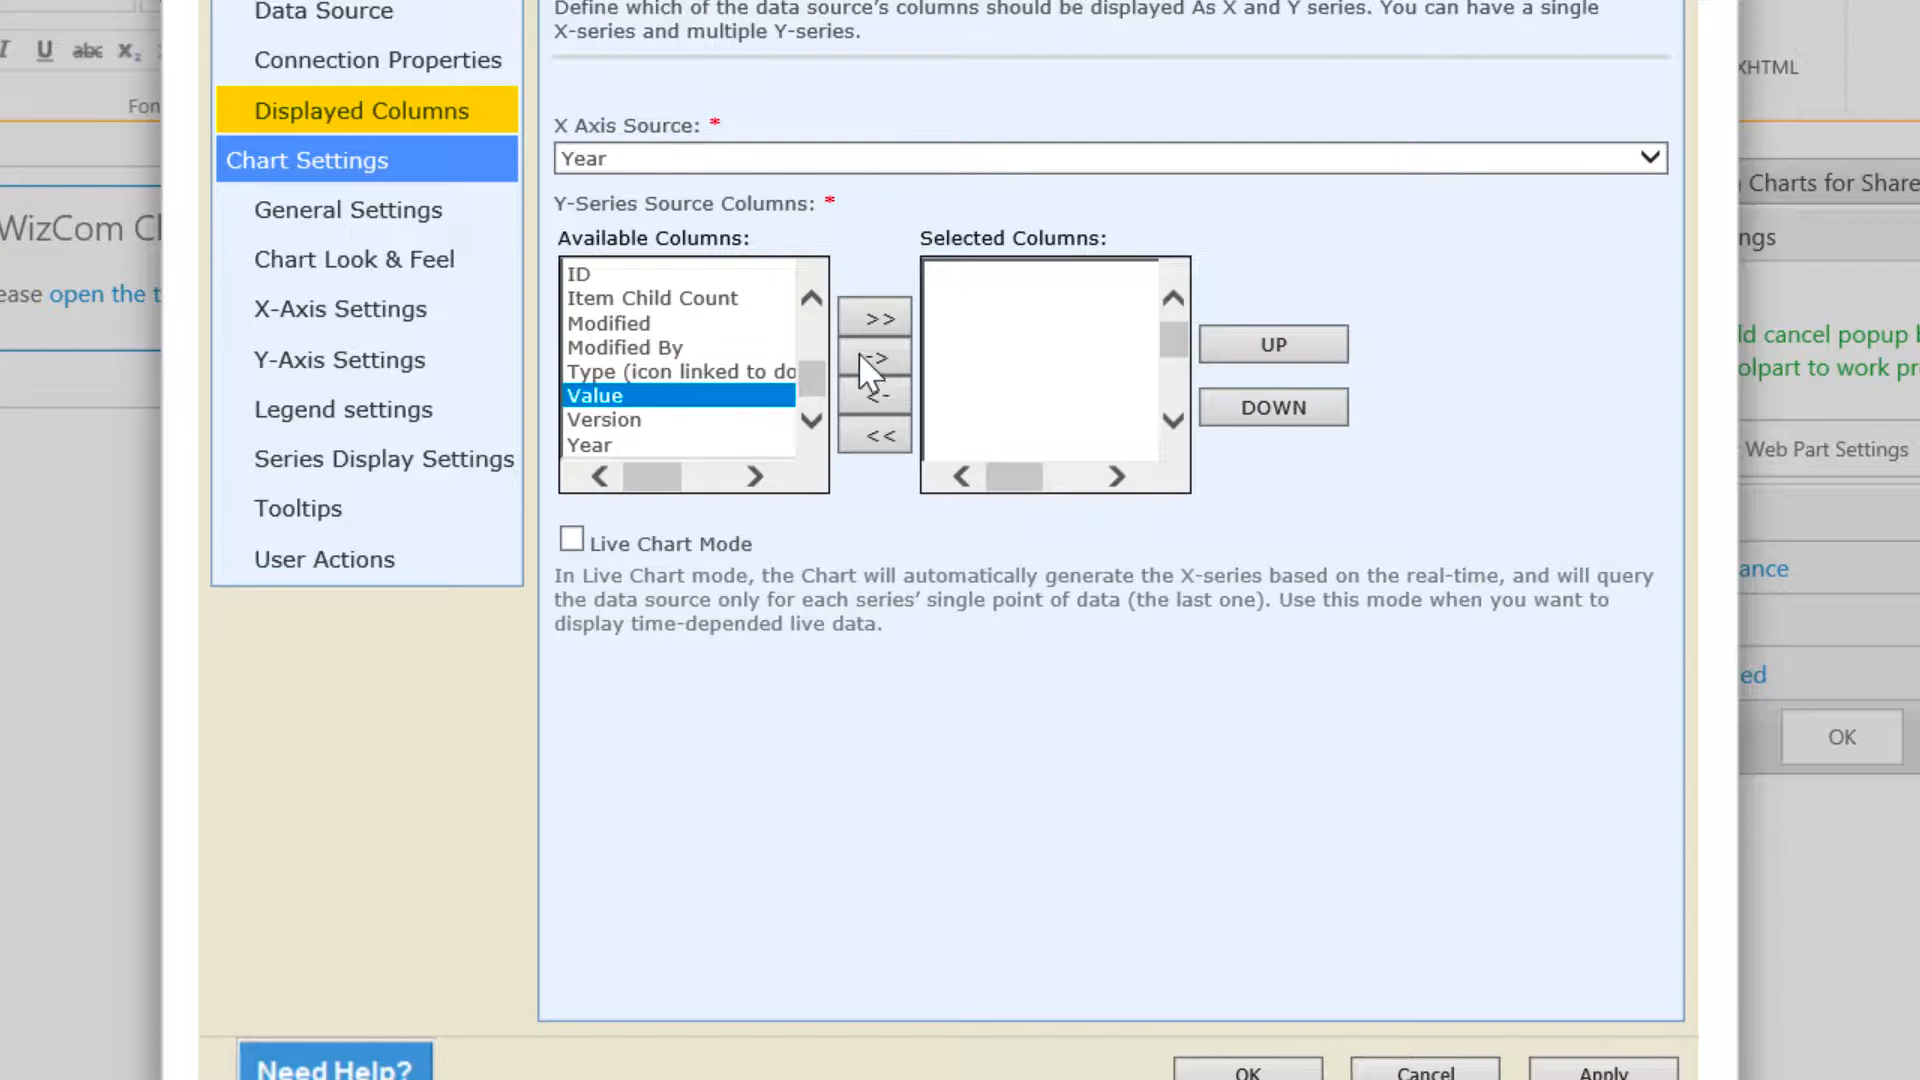 Data Source
Define which of the data source's columns should be displayed As X and Y series. You can have a single
X-series and multiple Y-series.
I U abc X₂
Connection Properties
XHTML
Fon
Displayed Columns
X Axis Source: *
Chart Settings
Year
Charts for Share
Y-Series Source Columns: *
General Settings
WizCom Cl
ngs
Available Columns:
Selected Columns:
Chart Look & Feel
ID
ease open the t
Item Child Count
X-Axis Settings
Modified
>>
ld cancel popup b
Modified By
UP
Y-Axis Settings
->
olpart to work pr
Type (icon linked to do
Value
<-
Legend settings
DOWN
Version
<<
Year
Web Part Settings
Series Display Settings
Tooltips
Live Chart Mode
User Actions
ance
In Live Chart mode, the Chart will automatically generate the X-series based on the real-time, and will query
the data source only for each series' single point of data (the last one). Use this mode when you want to
display time-depended live data.
ed
OK
Need Help?
OK
Cancel
Apply